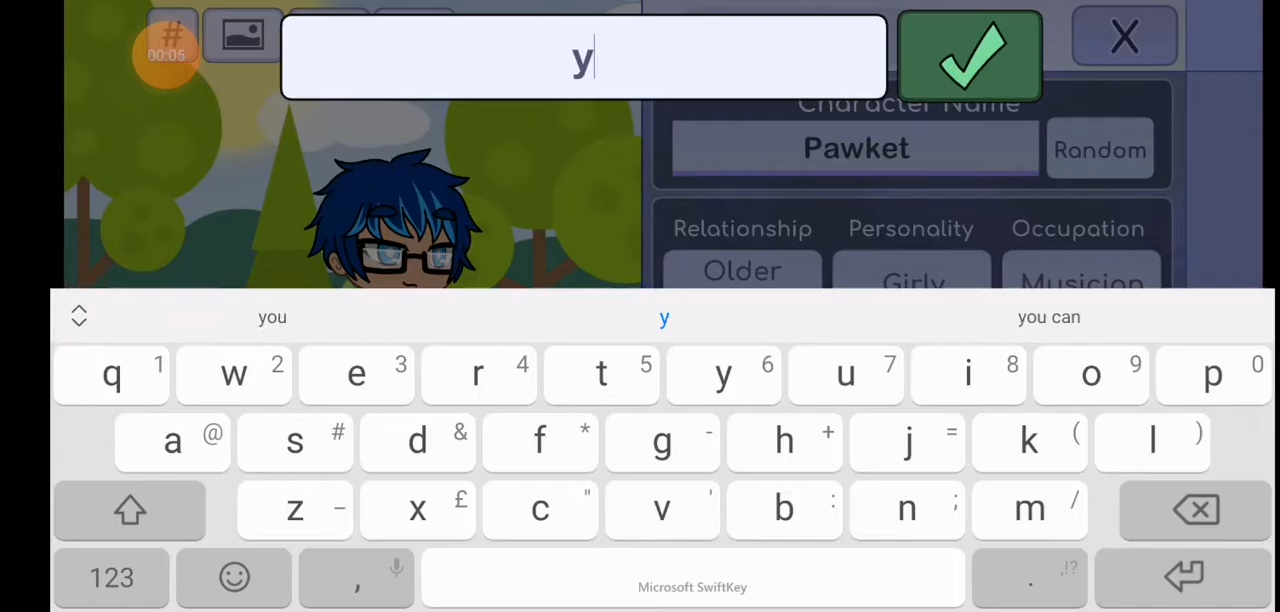 #
00:05
y
X
Character Name
Pawket
Random
Relationship Personality Occupation
Older Girly Musician
you y you can
q 1 w 2 e 3 r 4 t 5 y 6 u 7 i 8 o 9 p 0
a @ s # d & f * g - h + j = k ( l )
z _ x £ c " v ' b : n ; m /
123 , Microsoft SwiftKey . ,!?